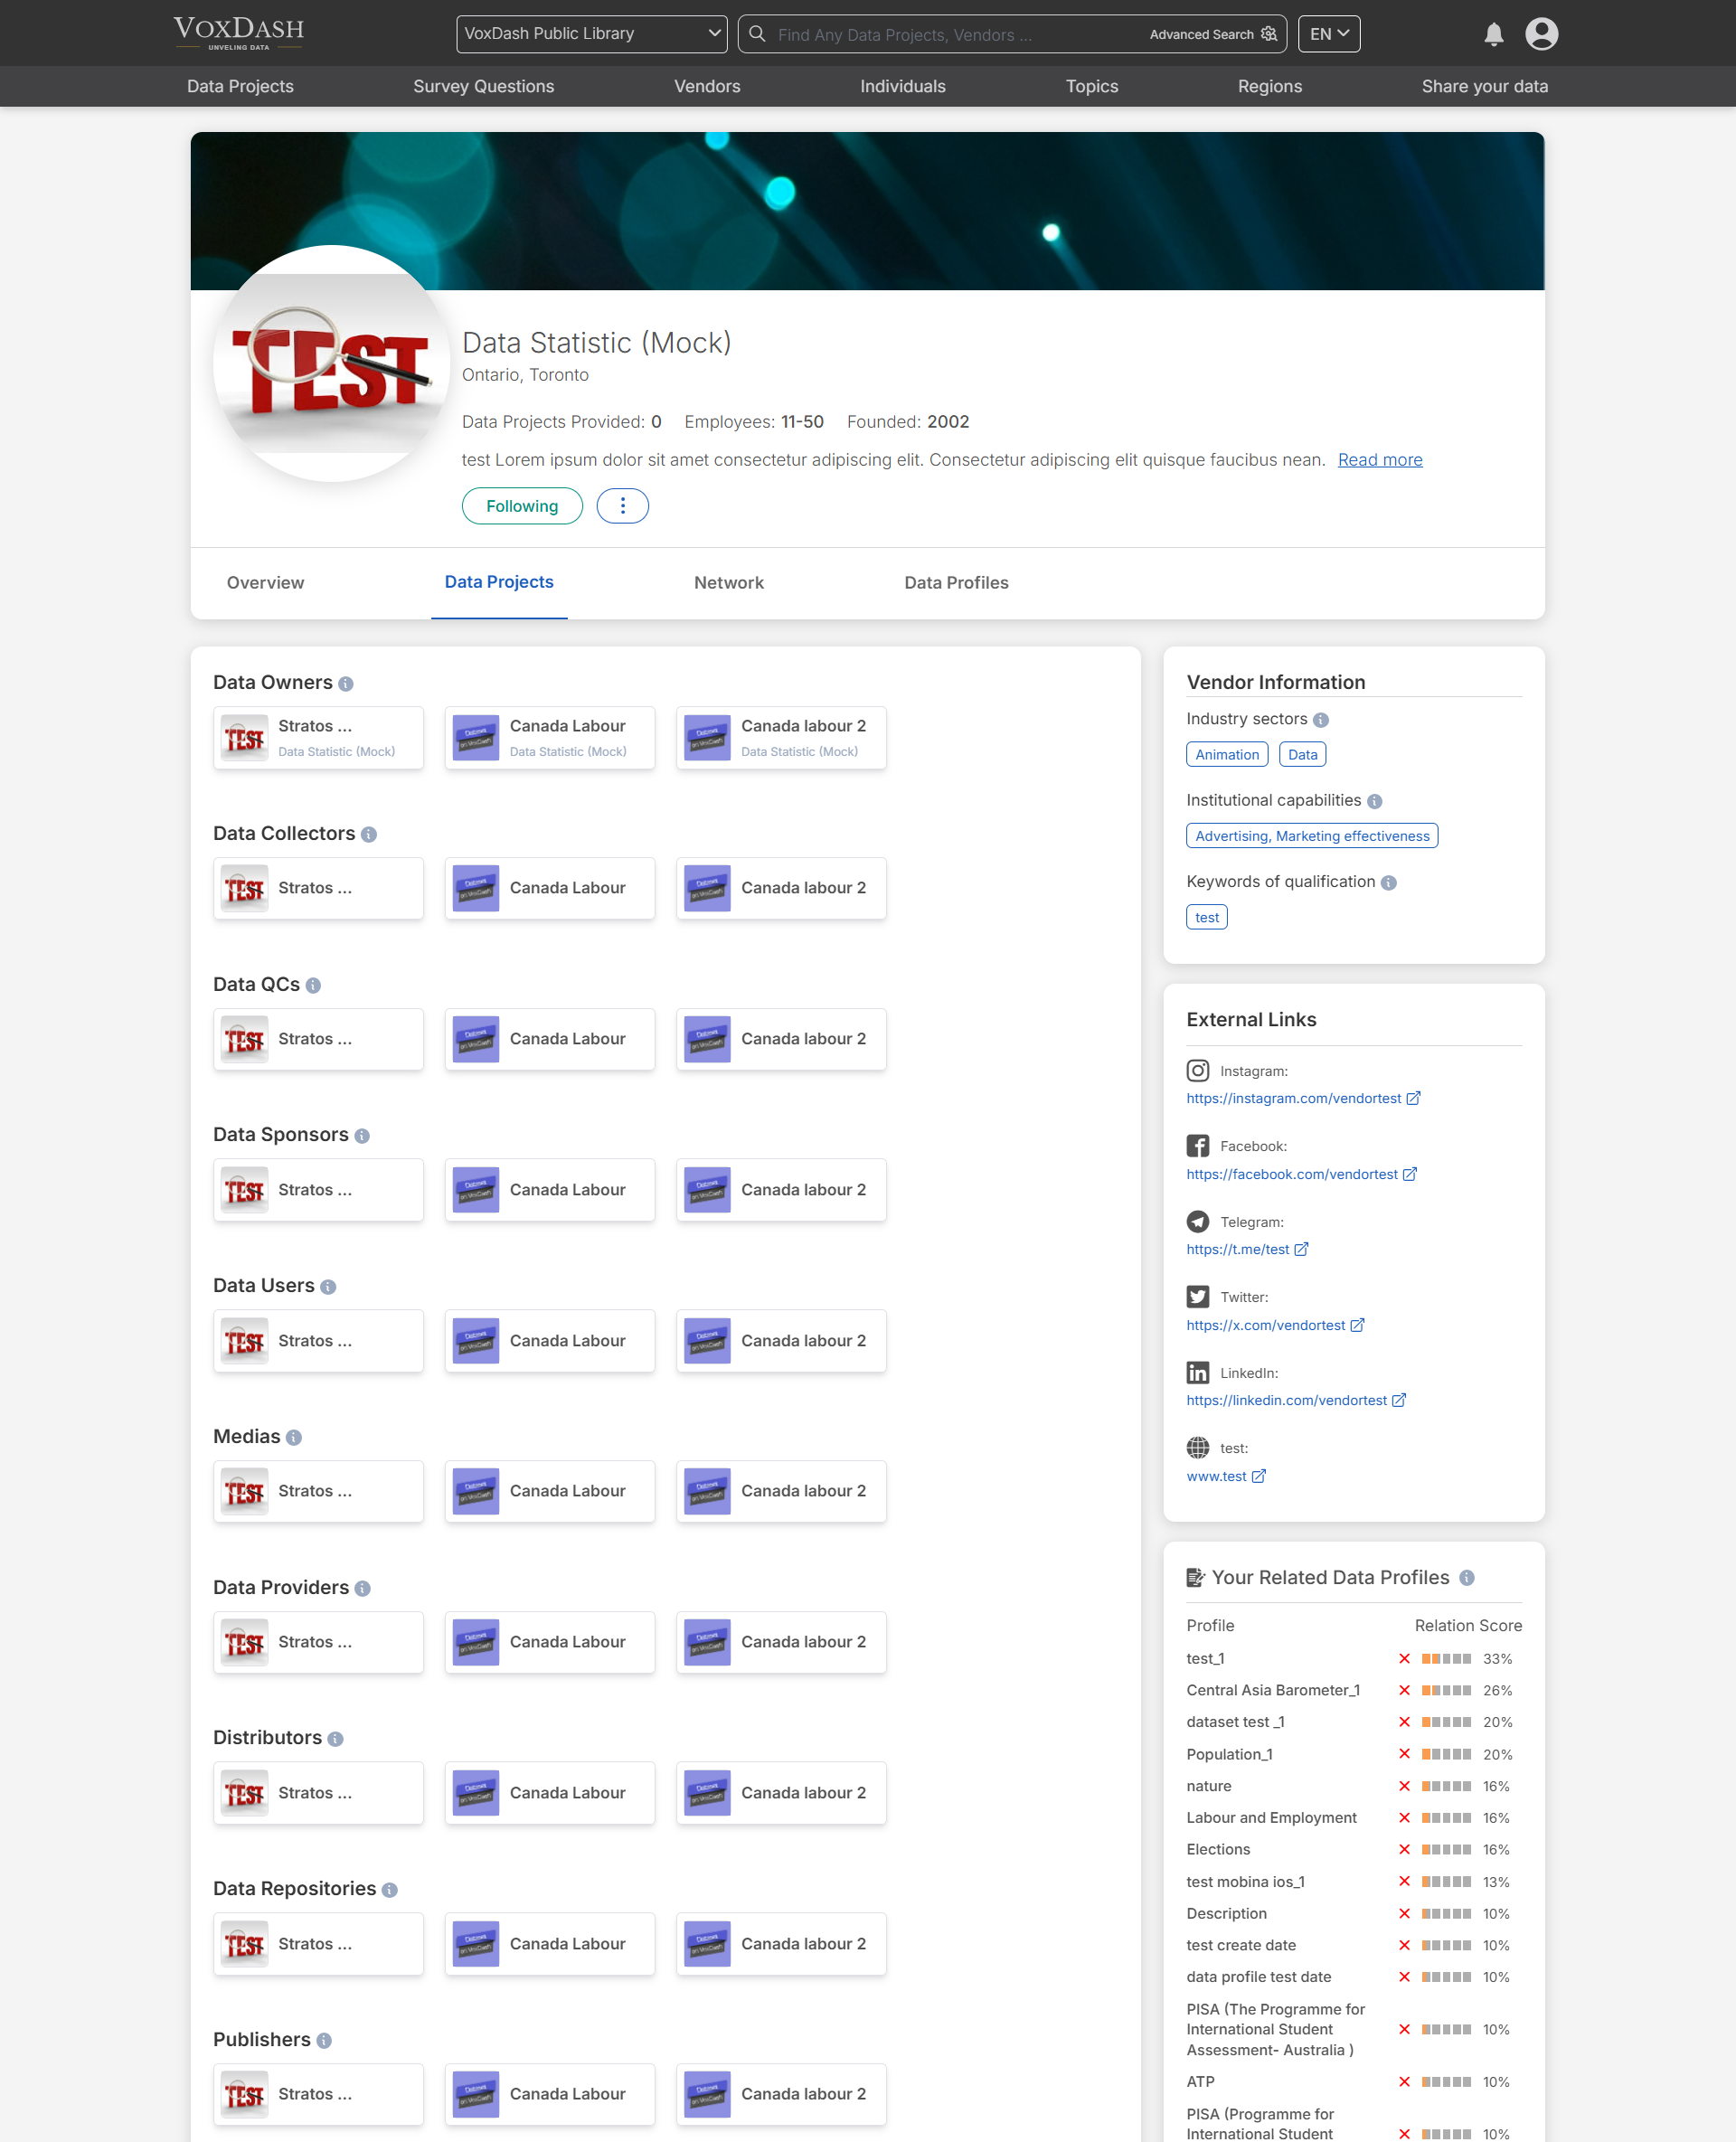 VOXDASH
UNVELING DATA
VoxDash Public Library
Find Any Data Projects, Vendors ...
Advanced Search
EN
Data Projects
Survey Questions
Vendors
Individuals
Topics
Regions
Share your data
TEST
Data Statistic (Mock)
Ontario, Toronto
Data Projects Provided: 0 Employees: 11-50 Founded: 2002
test Lorem ipsum dolor sit amet consectetur adipiscing elit. Consectetur adipiscing elit quisque faucibus nean. Read more
Following
Overview
Data Projects
Network
Data Profiles
Data Owners
TEST
Stratos ...
Data Statistic (Mock)
Canada Labour
Data Statistic (Mock)
Canada labour 2
Data Statistic (Mock)
Data Collectors
TEST
Stratos ...
Canada Labour
Canada labour 2
Data QCs
TEST
Stratos ...
Canada Labour
Canada labour 2
Data Sponsors
TEST
Stratos ...
Canada Labour
Canada labour 2
Data Users
TEST
Stratos ...
Canada Labour
Canada labour 2
Medias
TEST
Stratos ...
Canada Labour
Canada labour 2
Data Providers
TEST
Stratos ...
Canada Labour
Canada labour 2
Distributors
TEST
Stratos ...
Canada Labour
Canada labour 2
Data Repositories
TEST
Stratos ...
Canada Labour
Canada labour 2
Publishers
TEST
Stratos ...
Canada Labour
Canada labour 2
Vendor Information
Industry sectors
Animation
Data
Institutional capabilities
Advertising, Marketing effectiveness
Keywords of qualification
test
External Links
Instagram:
https://instagram.com/vendortest
Facebook:
https://facebook.com/vendortest
Telegram:
https://t.me/test
Twitter:
https://x.com/vendortest
LinkedIn:
https://linkedin.com/vendortest
test:
www.test
Your Related Data Profiles
Profile Relation Score
test_1 33%
Central Asia Barometer_1 26%
dataset test _1 20%
Population_1 20%
nature 16%
Labour and Employment 16%
Elections 16%
test mobina ios_1 13%
Description 10%
test create date 10%
data profile test date 10%
PISA (The Programme for
International Student 10%
Assessment- Australia )
ATP 10%
PISA (Programme for
International Student 10%